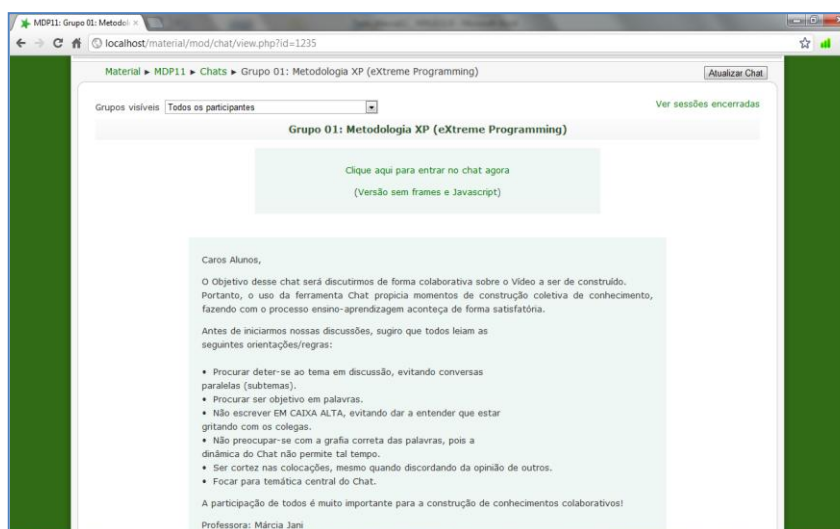 MDP11: Grupo 01: Metodol
localhost/material/mod/chat/view.php?id=1235
Material ► MDP11 ► Chats ► Grupo 01: Metodologia XP (eXtreme Programming)
Atualizar Chat
Grupos visíveis Todos os participantes
Ver sessões encerradas
Grupo 01: Metodologia XP (eXtreme Programming)
Clique aqui para entrar no chat agora
(Versão sem frames e Javascript)
Caros Alunos,
O Objetivo desse chat será discutirmos de forma colaborativa sobre o Vídeo a ser de construído.
Portanto, o uso da ferramenta Chat propicia momentos de construção coletiva de conhecimento,
fazendo com o processo ensino-aprendizagem aconteça de forma satisfatória.
Antes de iniciarmos nossas discussões, sugiro que todos leiam as
seguintes orientações/regras:
• Procurar deter-se ao tema em discussão, evitando conversas
paralelas (subtemas).
• Procurar ser objetivo em palavras.
• Não escrever EM CAIXA ALTA, evitando dar a entender que estar
gritando com os colegas.
• Não preocupar-se com a grafia correta das palavras, pois a
dinâmica do Chat não permite tal tempo.
• Ser cortez nas colocações, mesmo quando discordando da opinião de outros.
• Focar para temática central do Chat.
A participação de todos é muito importante para a construção de conhecimentos colaborativos!
Professora: Márcia Jani